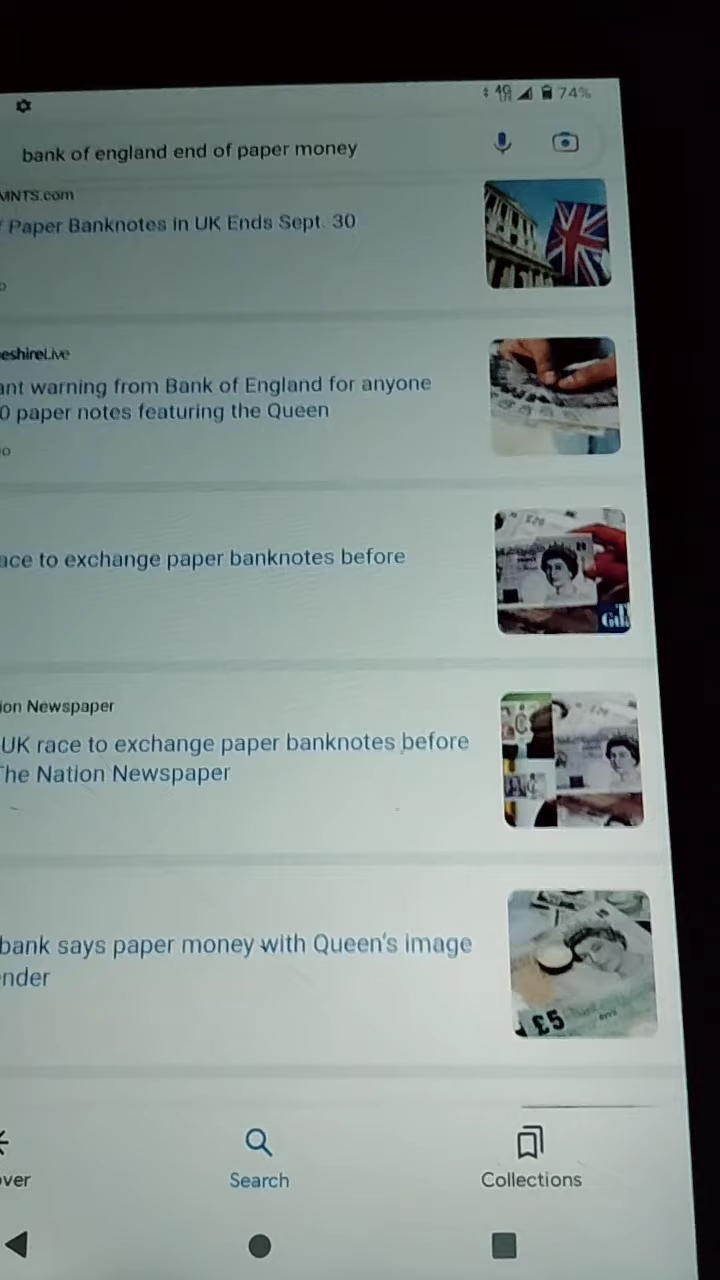 4G 74%
bank of england end of paper money
MNTS.com
Paper Banknotes in UK Ends Sept. 30
eshireLive
ant warning from Bank of England for anyone
0 paper notes featuring the Queen
ace to exchange paper banknotes before
ion Newspaper
UK race to exchange paper banknotes before
The Nation Newspaper
bank says paper money with Queen's image
nder
£5
ver Search Collections